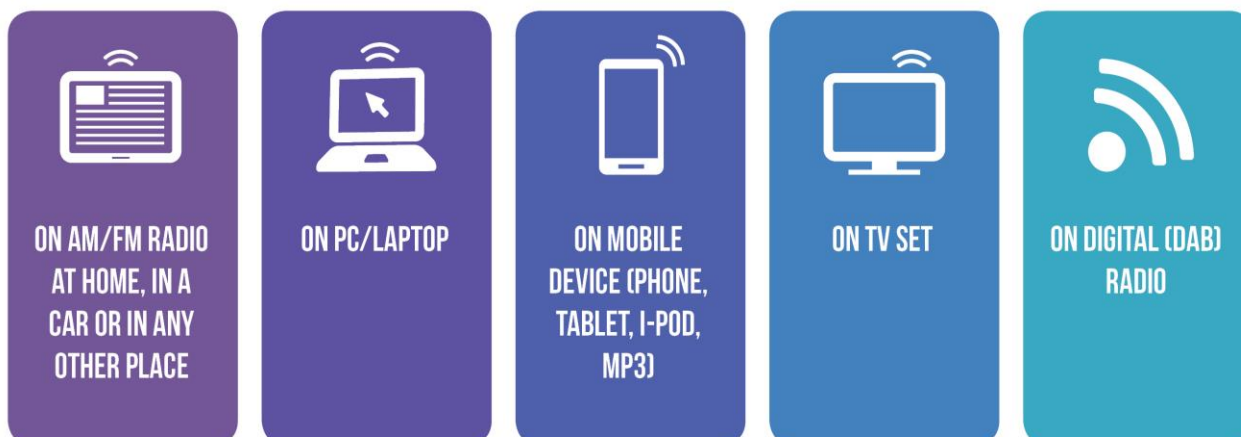 ON AM/FM RADIO
AT HOME, IN A
CAR OR IN ANY
OTHER PLACE
ON PC/LAPTOP
ON MOBILE
DEVICE (PHONE,
TABLET, I-POD,
MP3)
ON TV SET
ON DIGITAL (DAB)
RADIO